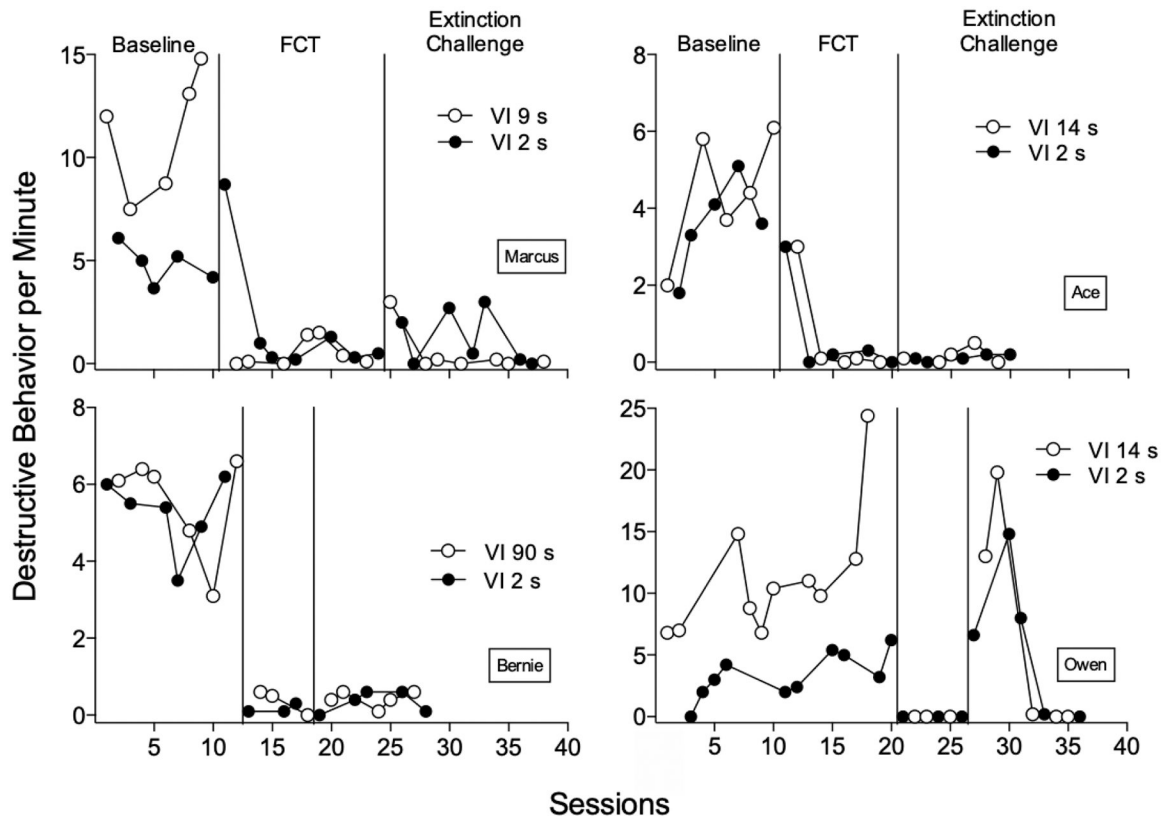 Extinction
Baseline FCT Challenge
15
10
5
0
VI 9 s
VI 2 s
Marcus
Extinction
Baseline FCT Challenge
8
6
4
2
0
VI 14 s
VI 2 s
Ace
Destructive Behavior per Minute
8
6
4
2
0
VI 90 s
VI 2 s
Bernie
5 10 15 20 25 30 35 40
25
20
15
10
5
0
VI 14 s
VI 2 s
Owen
5 10 15 20 25 30 35 40
Sessions